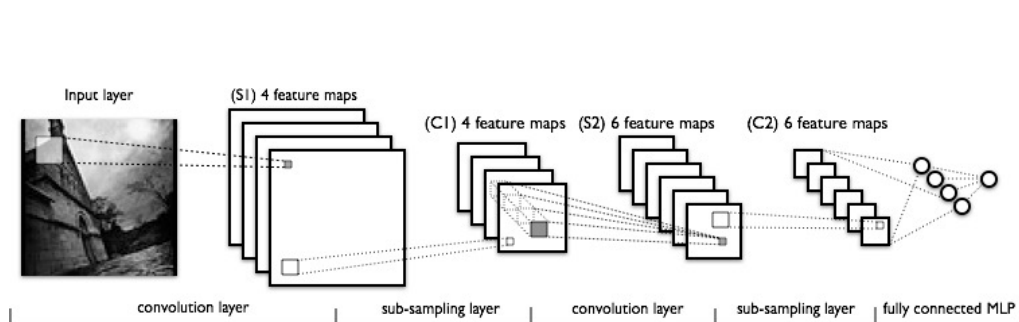 Input layer
(S1) 4 feature maps
(C1) 4 feature maps
(S2) 6 feature maps
(C2) 6 feature maps
convolution layer
sub-sampling layer
convolution layer
sub-sampling layer
fully connected MLP